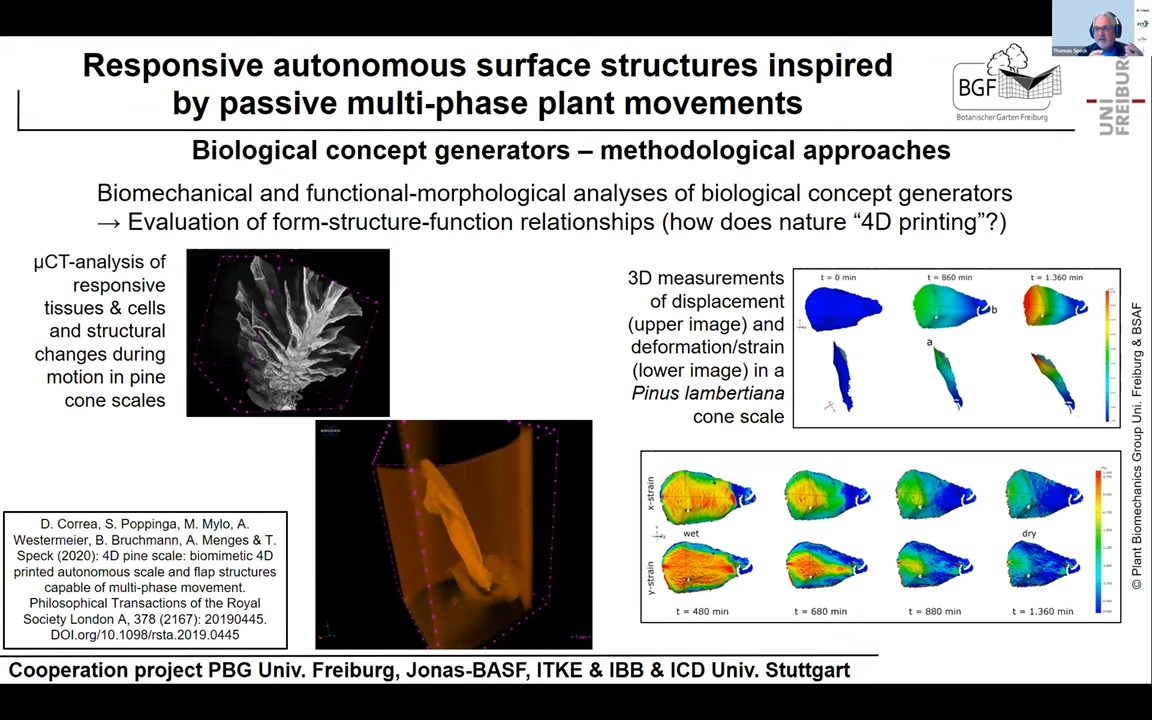 Thomas Speck
Responsive autonomous surface structures inspired
by passive multi-phase plant movements
BGF
Botanischer Garten Freiburg
UNI
FREIBURG
Biological concept generators – methodological approaches
Biomechanical and functional-morphological analyses of biological concept generators
→ Evaluation of form-structure-function relationships (how does nature “4D printing”?)
µCT-analysis of
responsive
tissues & cells
and structural
changes during
motion in pine
cone scales
3D measurements
of displacement
(upper image) and
deformation/strain
(lower image) in a
Pinus lambertiana
cone scale
t = 0 min
t = 860 min
t = 1.360 min
b
a
x-strain
wet
dry
y-strain
t = 480 min
t = 680 min
t = 880 min
t = 1.360 min
© Plant Biomechanics Group Uni. Freiburg & BSAF
D. Correa, S. Poppinga, M. Mylo, A.
Westermeier, B. Bruchmann, A. Menges & T.
Speck (2020): 4D pine scale: biomimetic 4D
printed autonomous scale and flap structures
capable of multi-phase movement.
Philosophical Transactions of the Royal
Society London A, 378 (2167): 20190445.
DOI.org/10.1098/rsta.2019.0445
Cooperation project PBG Univ. Freiburg, Jonas-BASF, ITKE & IBB & ICD Univ. Stuttgart